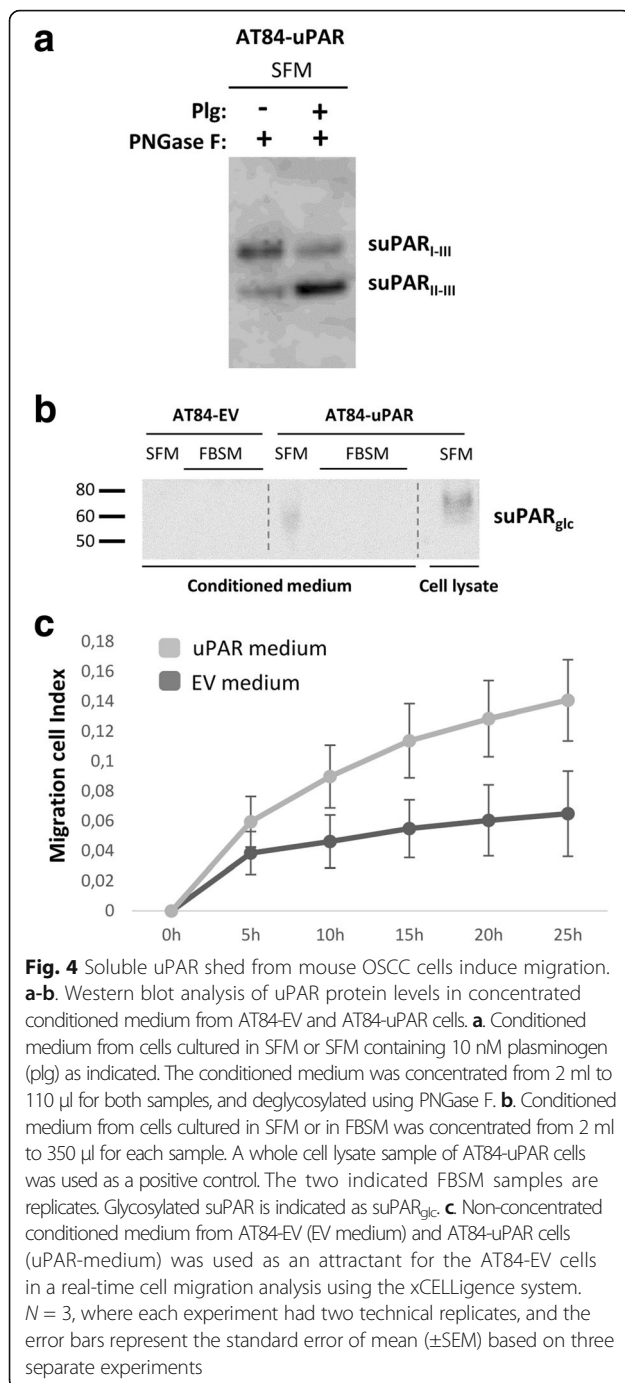 a
AT84-uPAR
SFM
Plg: - +
PNGase F: + +
suPARI-III
suPARII-III
b
AT84-EV AT84-uPAR
SFM FBSM SFM FBSM SFM
80
60
50
suPARglc
Conditioned medium Cell lysate
c
0,18
0,16
0,14
0,12
0,1
0,08
0,06
0,04
0,02
0
Migration cell Index
uPAR medium
EV medium
0h 5h 10h 15h 20h 25h
Fig. 4 Soluble uPAR shed from mouse OSCC cells induce migration.
a-b. Western blot analysis of uPAR protein levels in concentrated
conditioned medium from AT84-EV and AT84-uPAR cells. a. Conditioned
medium from cells cultured in SFM or SFM containing 10 nM plasminogen
(plg) as indicated. The conditioned medium was concentrated from 2 ml to
110 µl for both samples, and deglycosylated using PNGase F. b. Conditioned
medium from cells cultured in SFM or in FBSM was concentrated from 2 ml
to 350 µl for each sample. A whole cell lysate sample of AT84-uPAR cells
was used as a positive control. The two indicated FBSM samples are
replicates. Glycosylated suPAR is indicated as suPARglc. c. Non-concentrated
conditioned medium from AT84-EV (EV medium) and AT84-uPAR cells
(uPAR-medium) was used as an attractant for the AT84-EV cells
in a real-time cell migration analysis using the xCELLigence system.
N = 3, where each experiment had two technical replicates, and the
error bars represent the standard error of mean (±SEM) based on three
separate experiments